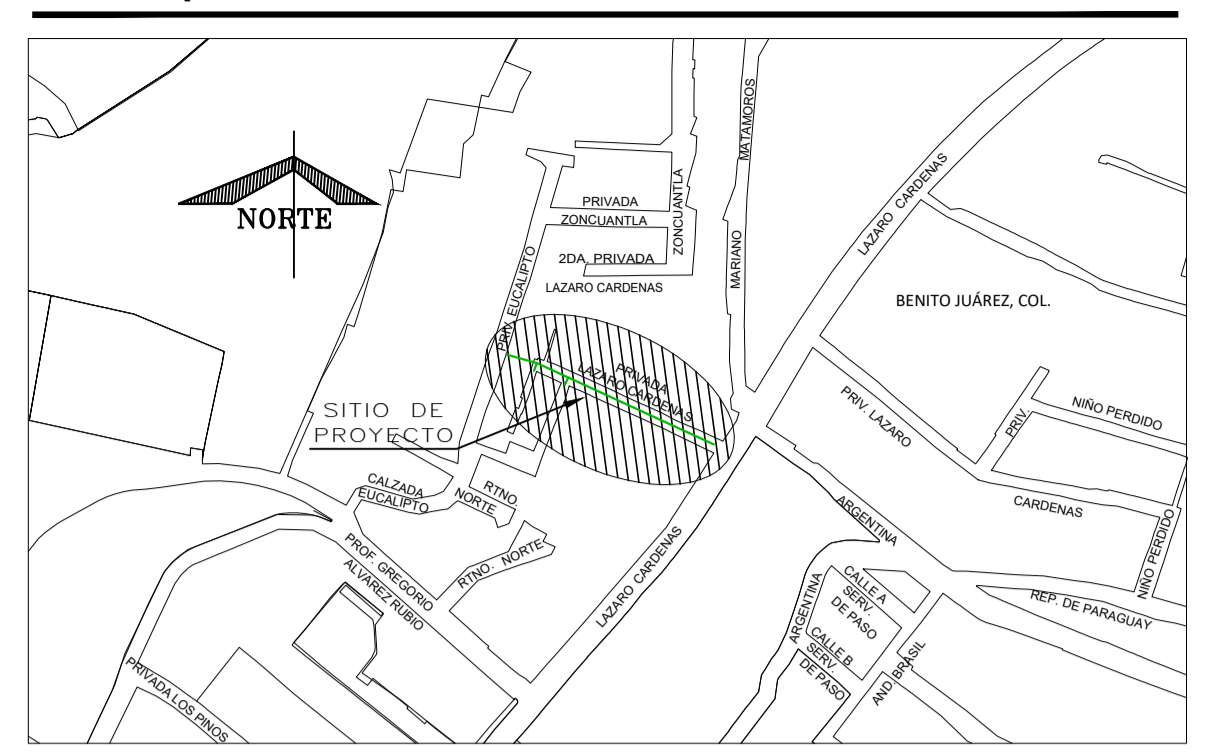 NORTE
MATAMOROS
MARIANO
PRIVADA
ZONCUANTLA
ZONCUANTLA
2DA. PRIVADA
LAZARO CARDENAS
PRIV. EUCALIPTO
LAZARO CARDENAS
BENITO JUÁREZ, COL.
PRIVADA
LAZARO CARDENAS
SITIO DE
PROYECTO
PRIV. LAZARO
CARDENAS
PRIV.
NIÑO PERDIDO
NIÑO PERDIDO
CALZADA
EUCALIPTO
RTNO.
NORTE
RTNO. NORTE
PROF. GREGORIO
ALVAREZ RUBIO
LAZARO CARDENAS
ARGENTINA
ARGENTINA
CALLE A
SERV.
DE PASO
CALLE B
SERV.
DE PASO
REP. DE PARAGUAY
AND. BRASIL
PRIVADA LOS PINOS